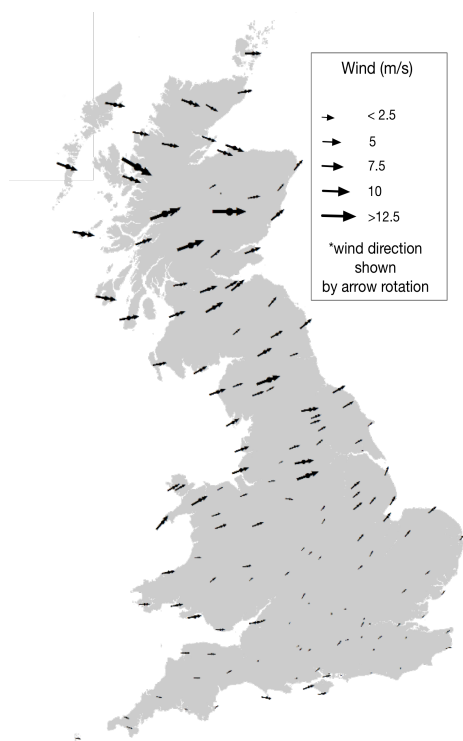 Wind (m/s)
< 2.5
5
7.5
10
>12.5
*wind direction
shown
by arrow rotation